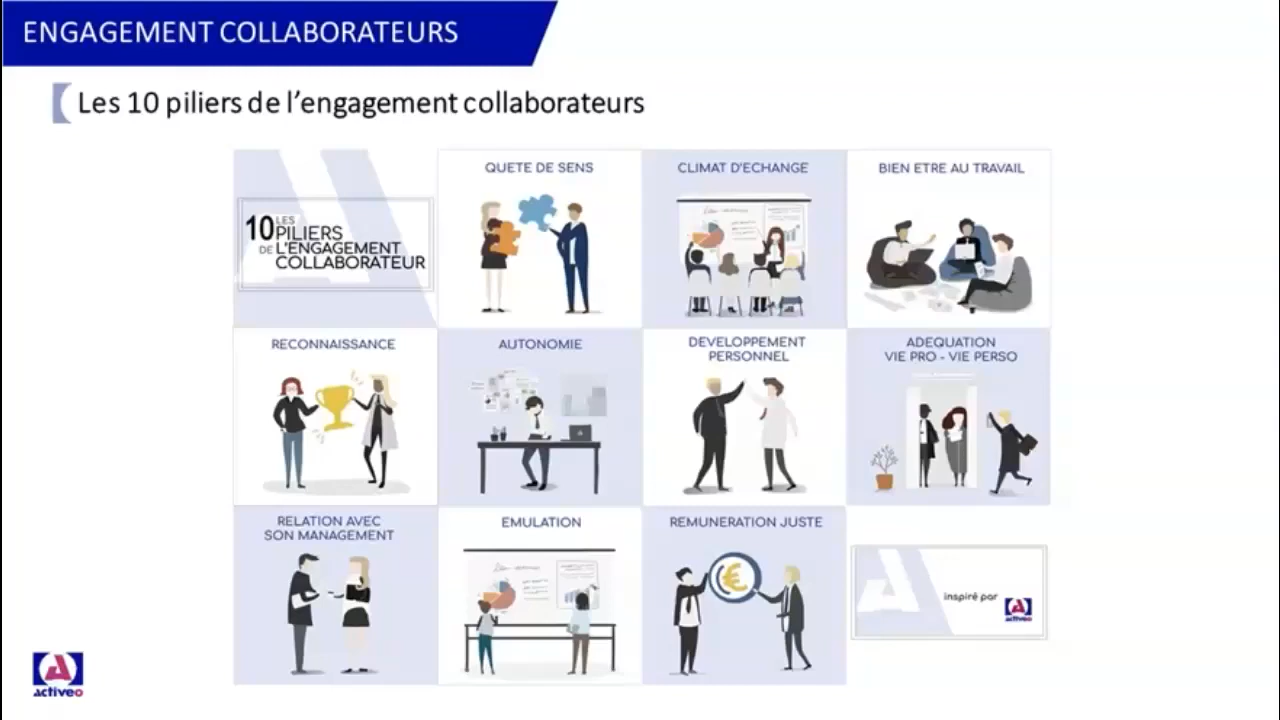 ENGAGEMENT COLLABORATEURS
Les 10 piliers de l'engagement collaborateurs
10 LES
PILIERS
DE L'ENGAGEMENT
COLLABORATEUR
QUETE DE SENS
CLIMAT D'ECHANGE
BIEN ETRE AU TRAVAIL
RECONNAISSANCE
AUTONOMIE
DEVELOPPEMENT
PERSONNEL
ADEQUATION
VIE PRO - VIE PERSO
RELATION AVEC
SON MANAGEMENT
EMULATION
REMUNERATION JUSTE
€
inspiré par
activeo
activeo